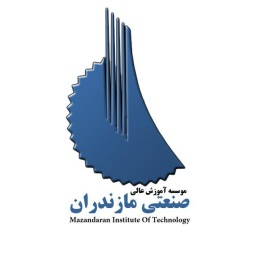 موسسه آموزش عالی
صنعتی مازندران
Mazandaran Institute Of Technology